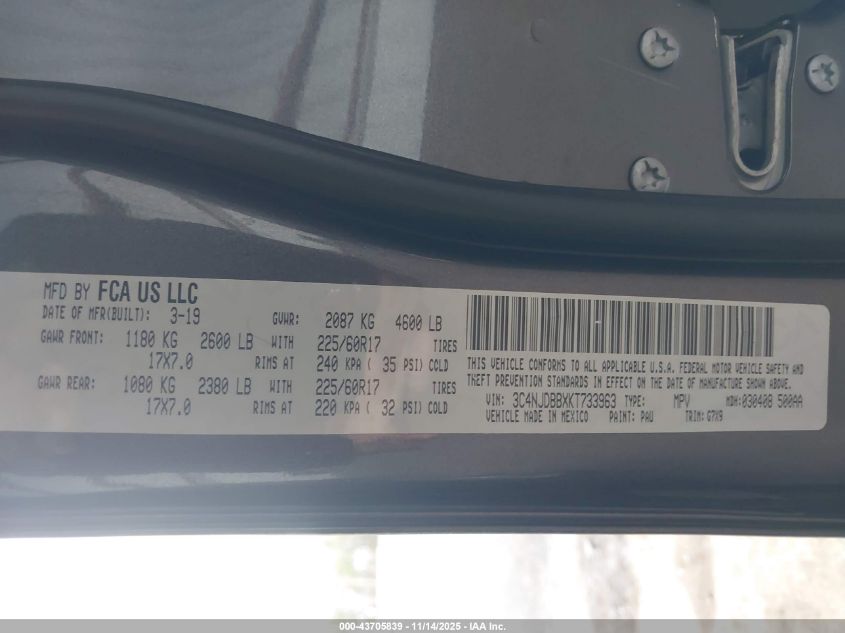 MFD BY FCA US LLC
DATE OF MFR(BUILT): 3-19 GVWR: 2087 KG 4600 LB
GAWR FRONT: 1180 KG 2600 LB WITH 225/60R17 TIRES
17X7.0 RIMS AT 240 KPA ( 35 PSI) COLD
GAWR REAR: 1080 KG 2380 LB WITH 225/60R17 TIRES
17X7.0 RIMS AT 220 KPA ( 32 PSI) COLD
THIS VEHICLE CONFORMS TO ALL APPLICABLE U.S.A. FEDERAL MOTOR VEHICLE SAFETY AND
THEFT PREVENTION STANDARDS IN EFFECT ON THE DATE OF MANUFACTURE SHOWN ABOVE.
VIN: 3C4NJDBBXKT733963 TYPE: MPV MDH: 030408 500AA
VEHICLE MADE IN MEXICO PAINT: PAU TRIM: G7X9
000-43705839 - 11/14/2025 - IAA Inc.